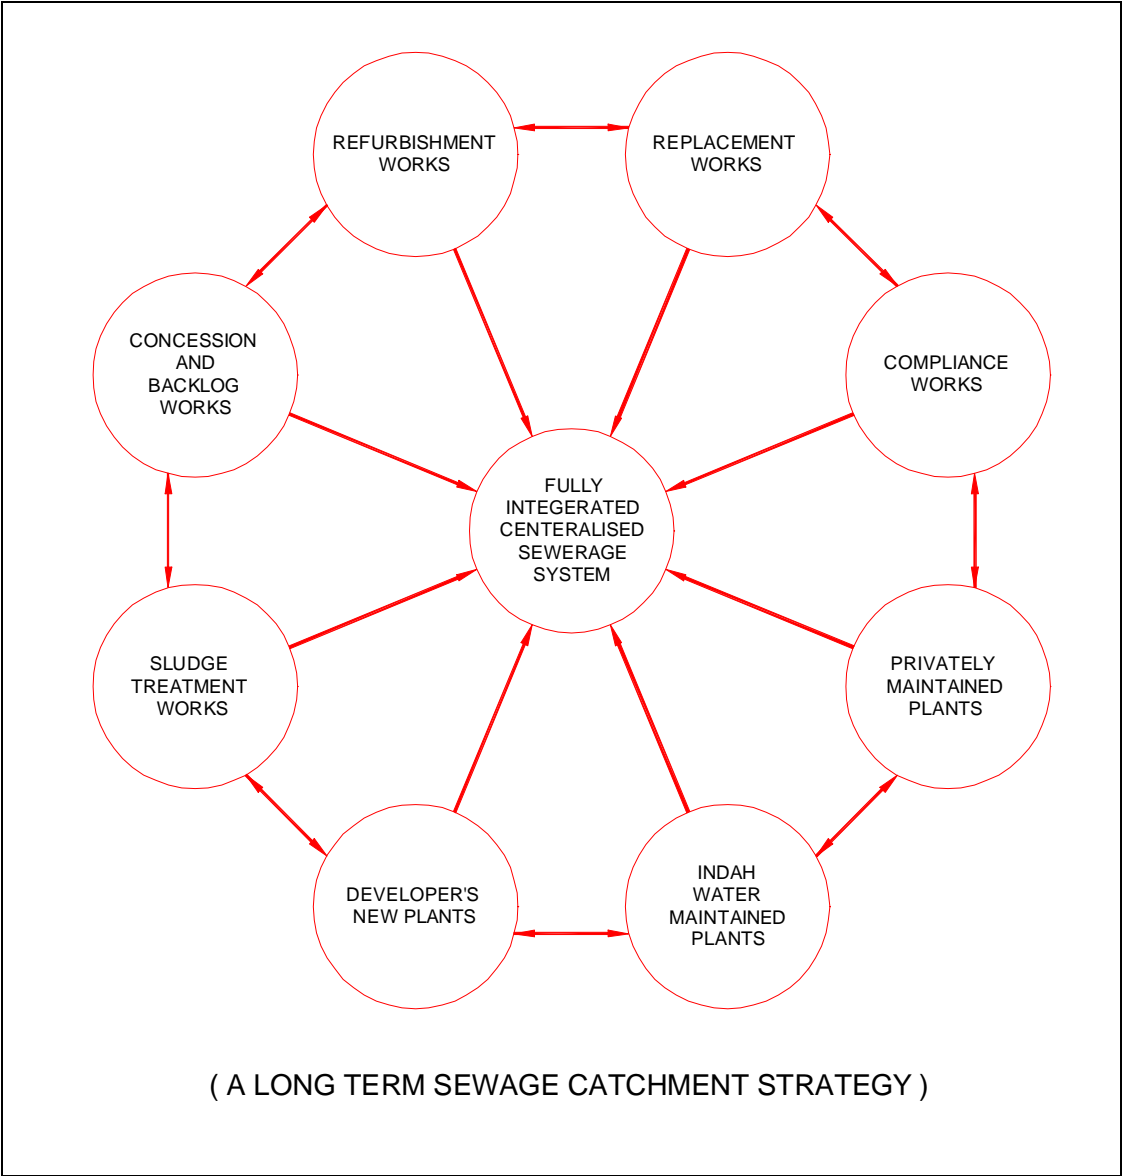 REFURBISHMENT
WORKS
REPLACEMENT
WORKS
CONCESSION
AND
BACKLOG
WORKS
COMPLIANCE
WORKS
FULLY
INTEGERATED
CENTERALISED
SEWERAGE
SYSTEM
SLUDGE
TREATMENT
WORKS
PRIVATELY
MAINTAINED
PLANTS
DEVELOPER'S
NEW PLANTS
INDAH
WATER
MAINTAINED
PLANTS
( A LONG TERM SEWAGE CATCHMENT STRATEGY )